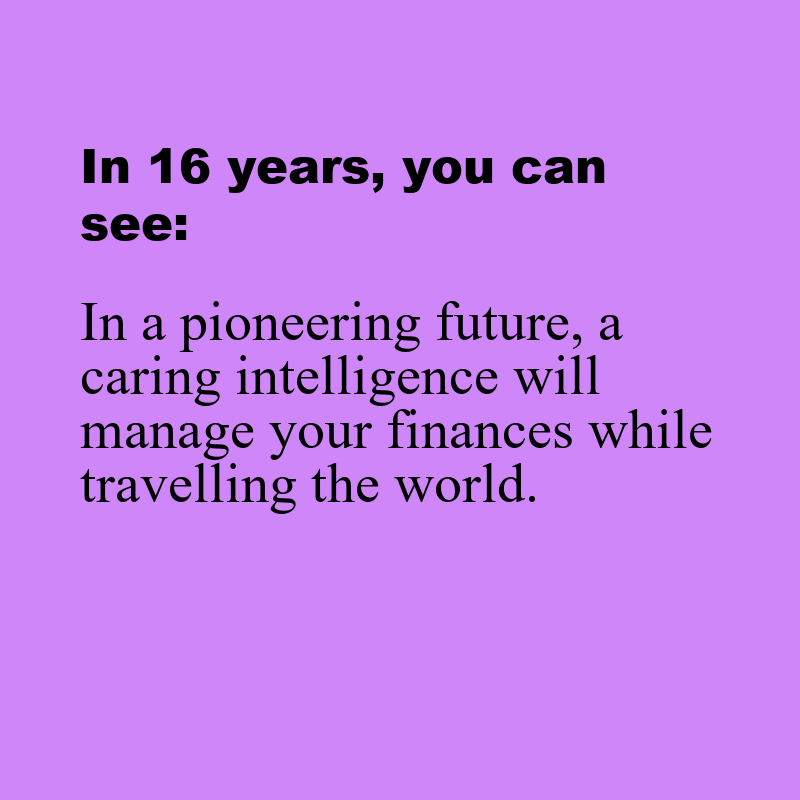 In 16 years, you can
see:
In a pioneering future, a
caring intelligence will
manage your finances while
travelling the world.